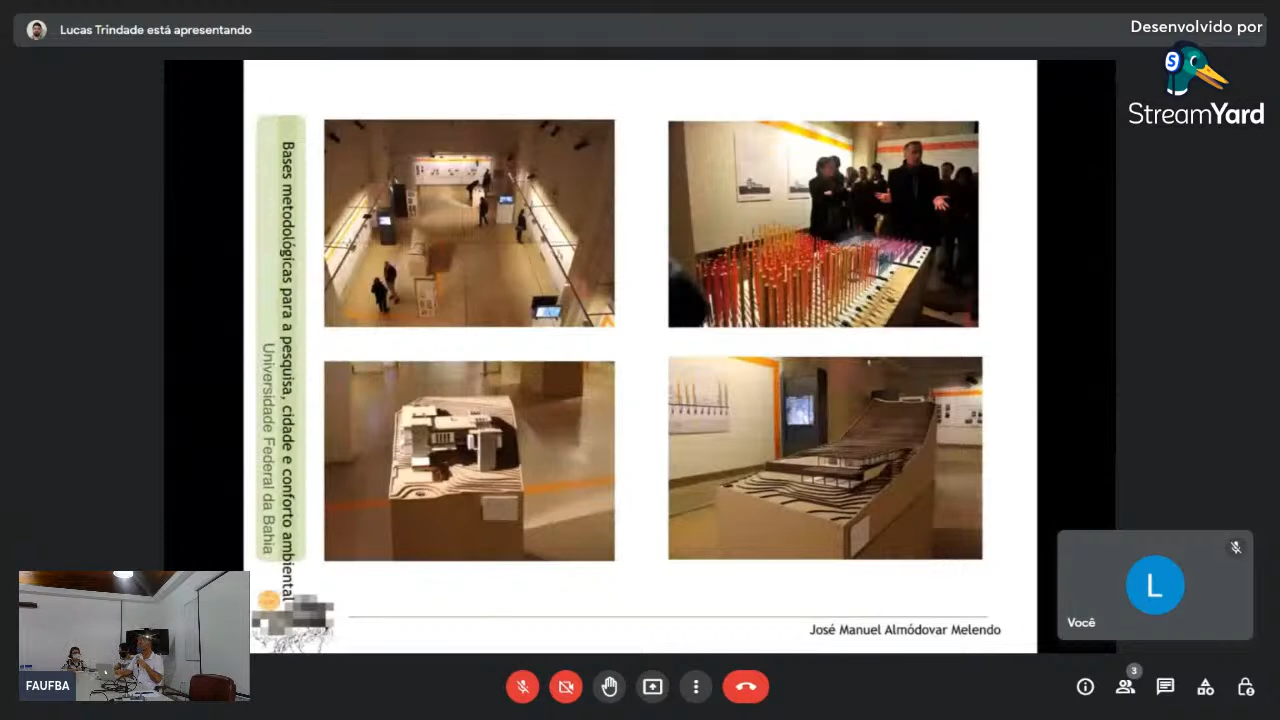 Lucas Trindade está apresentando
Desenvolvido por
StreamYard
Bases metodológicas para a pesquisa, cidade e conforto ambiental
Universidade Federal da Bahia
José Manuel Almódovar Melendo
FAUFBA
L
Você
3